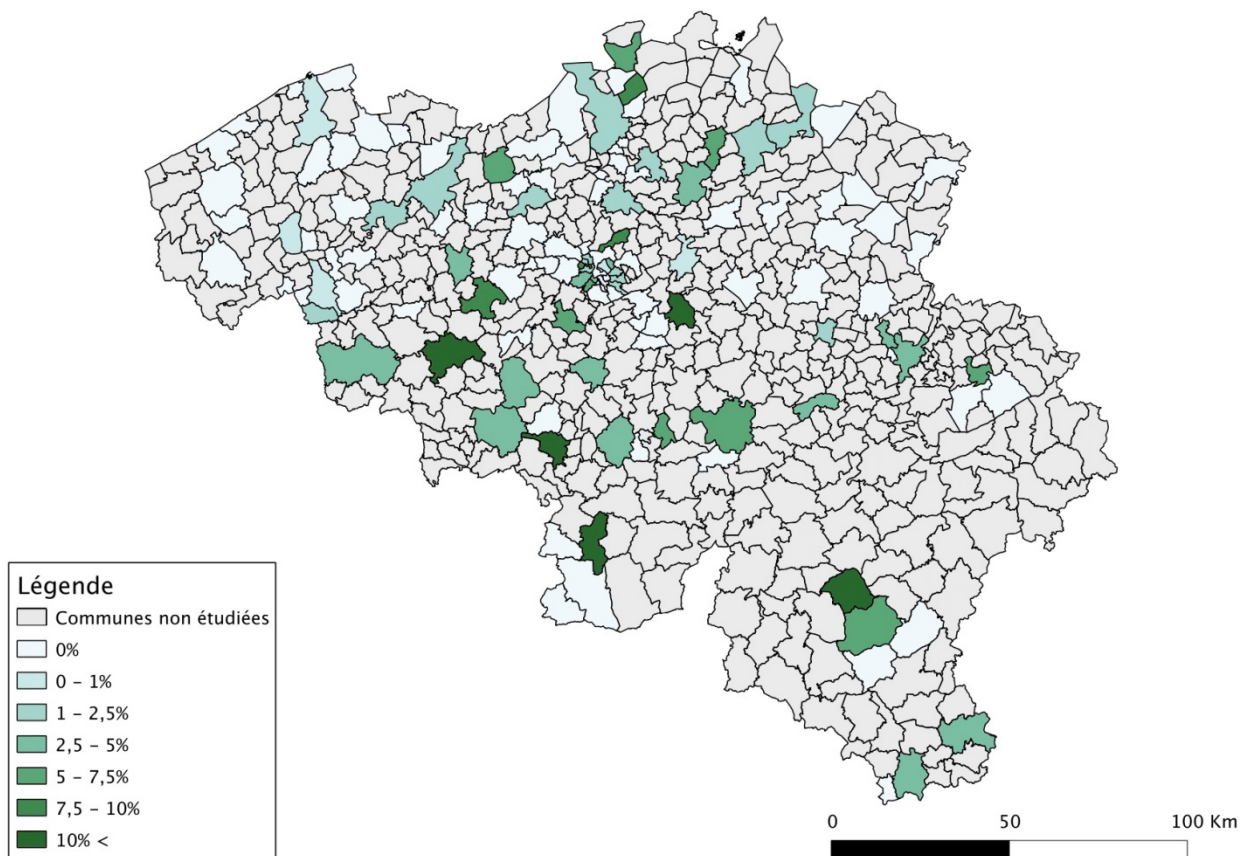 Légende
Communes non étudiées
0%
0 – 1%
1 – 2,5%
2,5 – 5%
5 – 7,5%
7,5 – 10%
10% <
0 50 100 Km